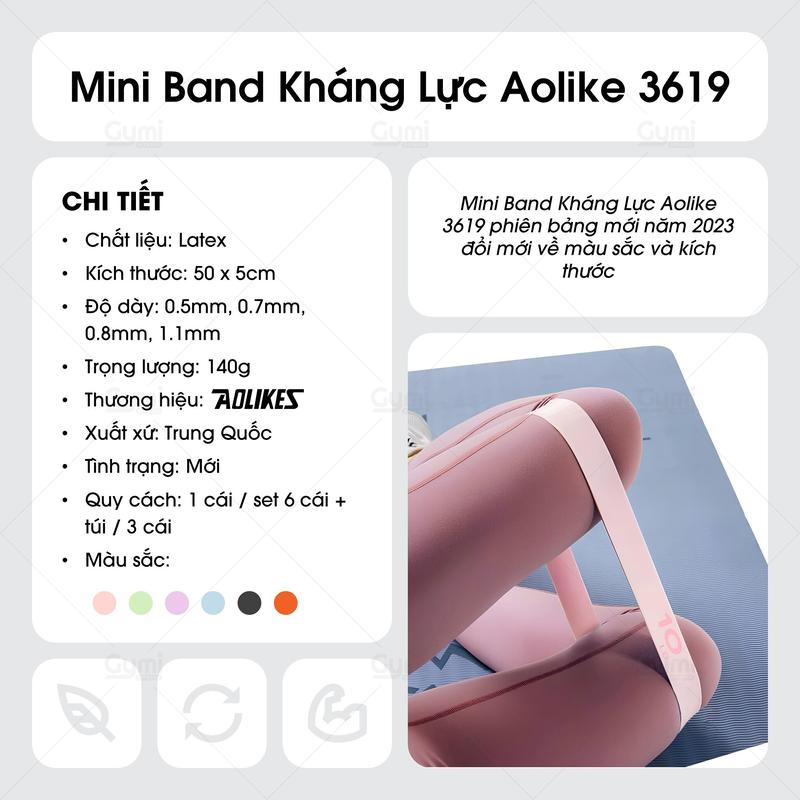 Mini Band Kháng Lực Aolike 3619
CHI TIẾT
• Chất liệu: Latex
• Kích thước: 50 x 5cm
• Độ dày: 0.5mm, 0.7mm,
0.8mm, 1.1mm
• Trọng lượng: 140g
• Thương hiệu: AOLIKES
• Xuất xứ: Trung Quốc
• Tình trạng: Mới
• Quy cách: 1 cái / set 6 cái +
túi / 3 cái
• Màu sắc:
Mini Band Kháng Lực Aolike
3619 phiên bảng mới năm 2023
đổi mới về màu sắc và kích
thước
10
Gymi